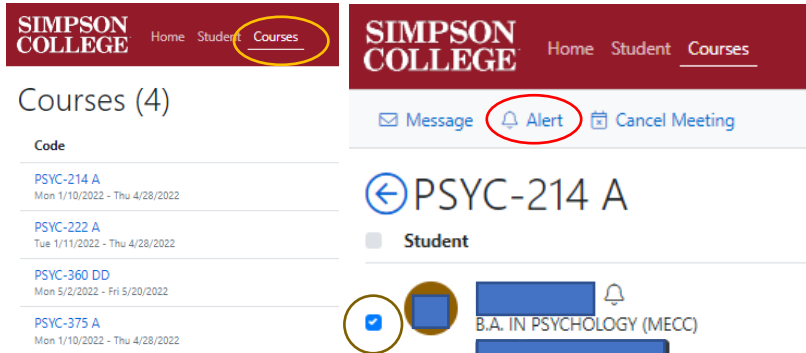 SIMPSON
COLLEGE
Home Student Courses
Courses (4)
Code
PSYC-214 A
Mon 1/10/2022 - Thu 4/28/2022
PSYC-222 A
Tue 1/11/2022 - Thu 4/28/2022
PSYC-360 DD
Mon 5/2/2022 - Fri 5/20/2022
PSYC-375 A
Mon 1/10/2022 - Thu 4/28/2022
SIMPSON
COLLEGE
Home Student Courses
Message Alert Cancel Meeting
PSYC-214 A
Student
B.A. IN PSYCHOLOGY (MECC)